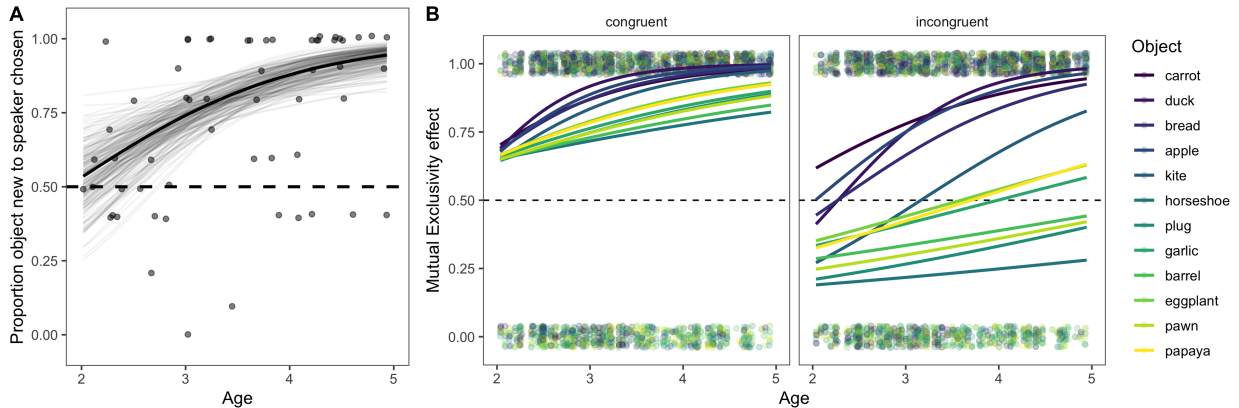 A
Proportion object new to speaker chosen
1.00
0.75
0.50
0.25
0.00
2
3
4
5
Age
B
congruent
incongruent
Mutual Exclusivity effect
1.00
0.75
0.50
0.25
0.00
2
3
4
5
2
3
4
5
Age
Object
carrot
duck
bread
apple
kite
horseshoe
plug
garlic
barrel
eggplant
pawn
papaya